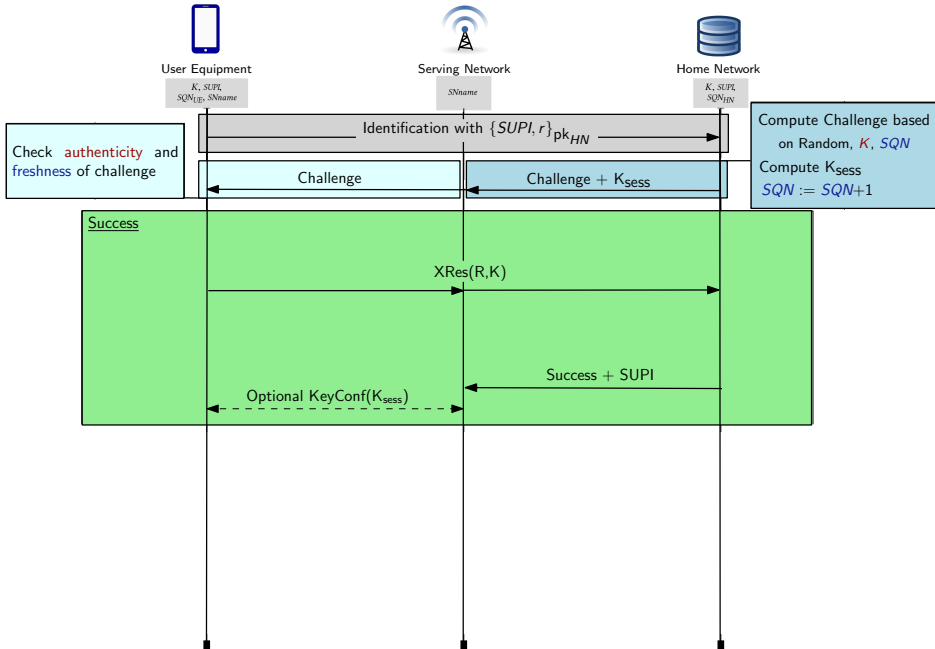 User Equipment
Serving Network
Home Network
K, SUPI,
SQN_UE, SNname
SNname
K, SUPI,
SQN_HN
Identification with {SUPI, r}pk_HN
Compute Challenge based
on Random, K, SQN
Compute K_sess
SQN := SQN+1
Check authenticity and
freshness of challenge
Challenge
Challenge + K_sess
Success
XRes(R,K)
Success + SUPI
Optional KeyConf(K_sess)